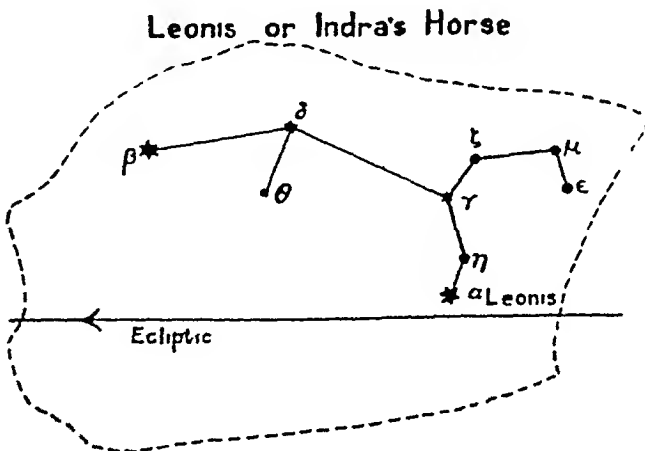 Leonis or Indra's Horse
δ
β
ζ
μ
θ
γ
ε
η
α Leonis
Ecliptic